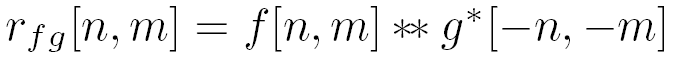 r_{fg}[n, m] = f[n, m] ** g^*[-n, -m]